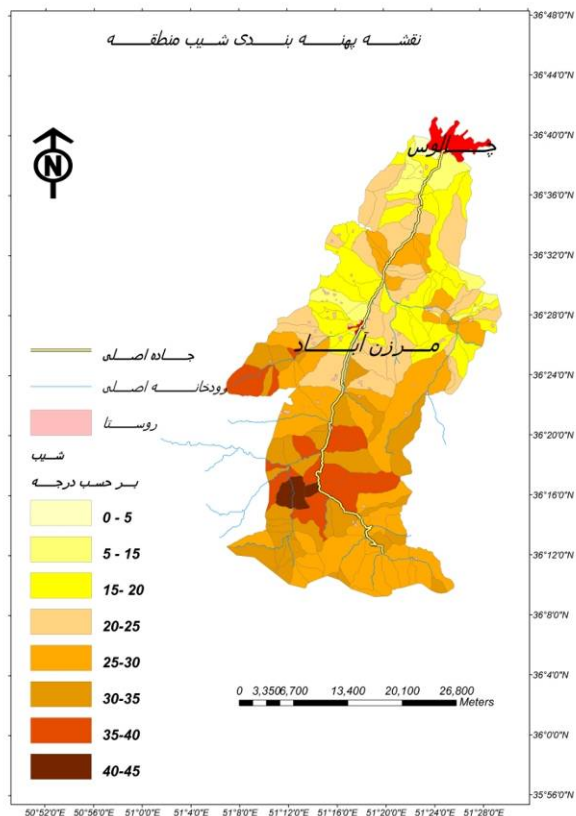 نقشه پهنه بندی شیب منطقه
36°48'0"N
36°44'0"N
36°40'0"N
36°36'0"N
36°32'0"N
36°28'0"N
36°24'0"N
36°20'0"N
36°16'0"N
36°12'0"N
36°8'0"N
36°4'0"N
36°0'0"N
35°56'0"N
N
چالوس
مرزن آباد
جاده اصلی
رودخانه اصلی
روستا
شیب
بر حسب درجه
0 - 5
5 - 15
15- 20
20-25
25-30
30-35
35-40
40-45
0 3,350 6,700 13,400 20,100 26,800
Meters
50°52'0"E 50°56'0"E 51°0'0"E 51°4'0"E 51°8'0"E 51°12'0"E 51°16'0"E 51°20'0"E 51°24'0"E 51°28'0"E